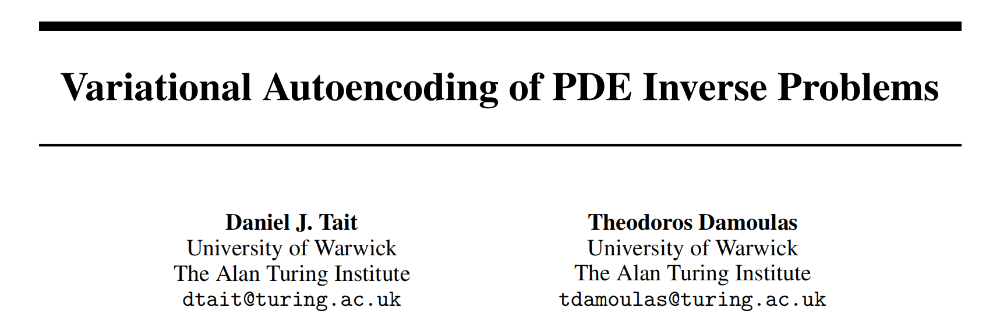 Variational Autoencoding of PDE Inverse Problems
Daniel J. Tait
University of Warwick
The Alan Turing Institute
dtait@turing.ac.uk
Theodoros Damoulas
University of Warwick
The Alan Turing Institute
tdamoulas@turing.ac.uk